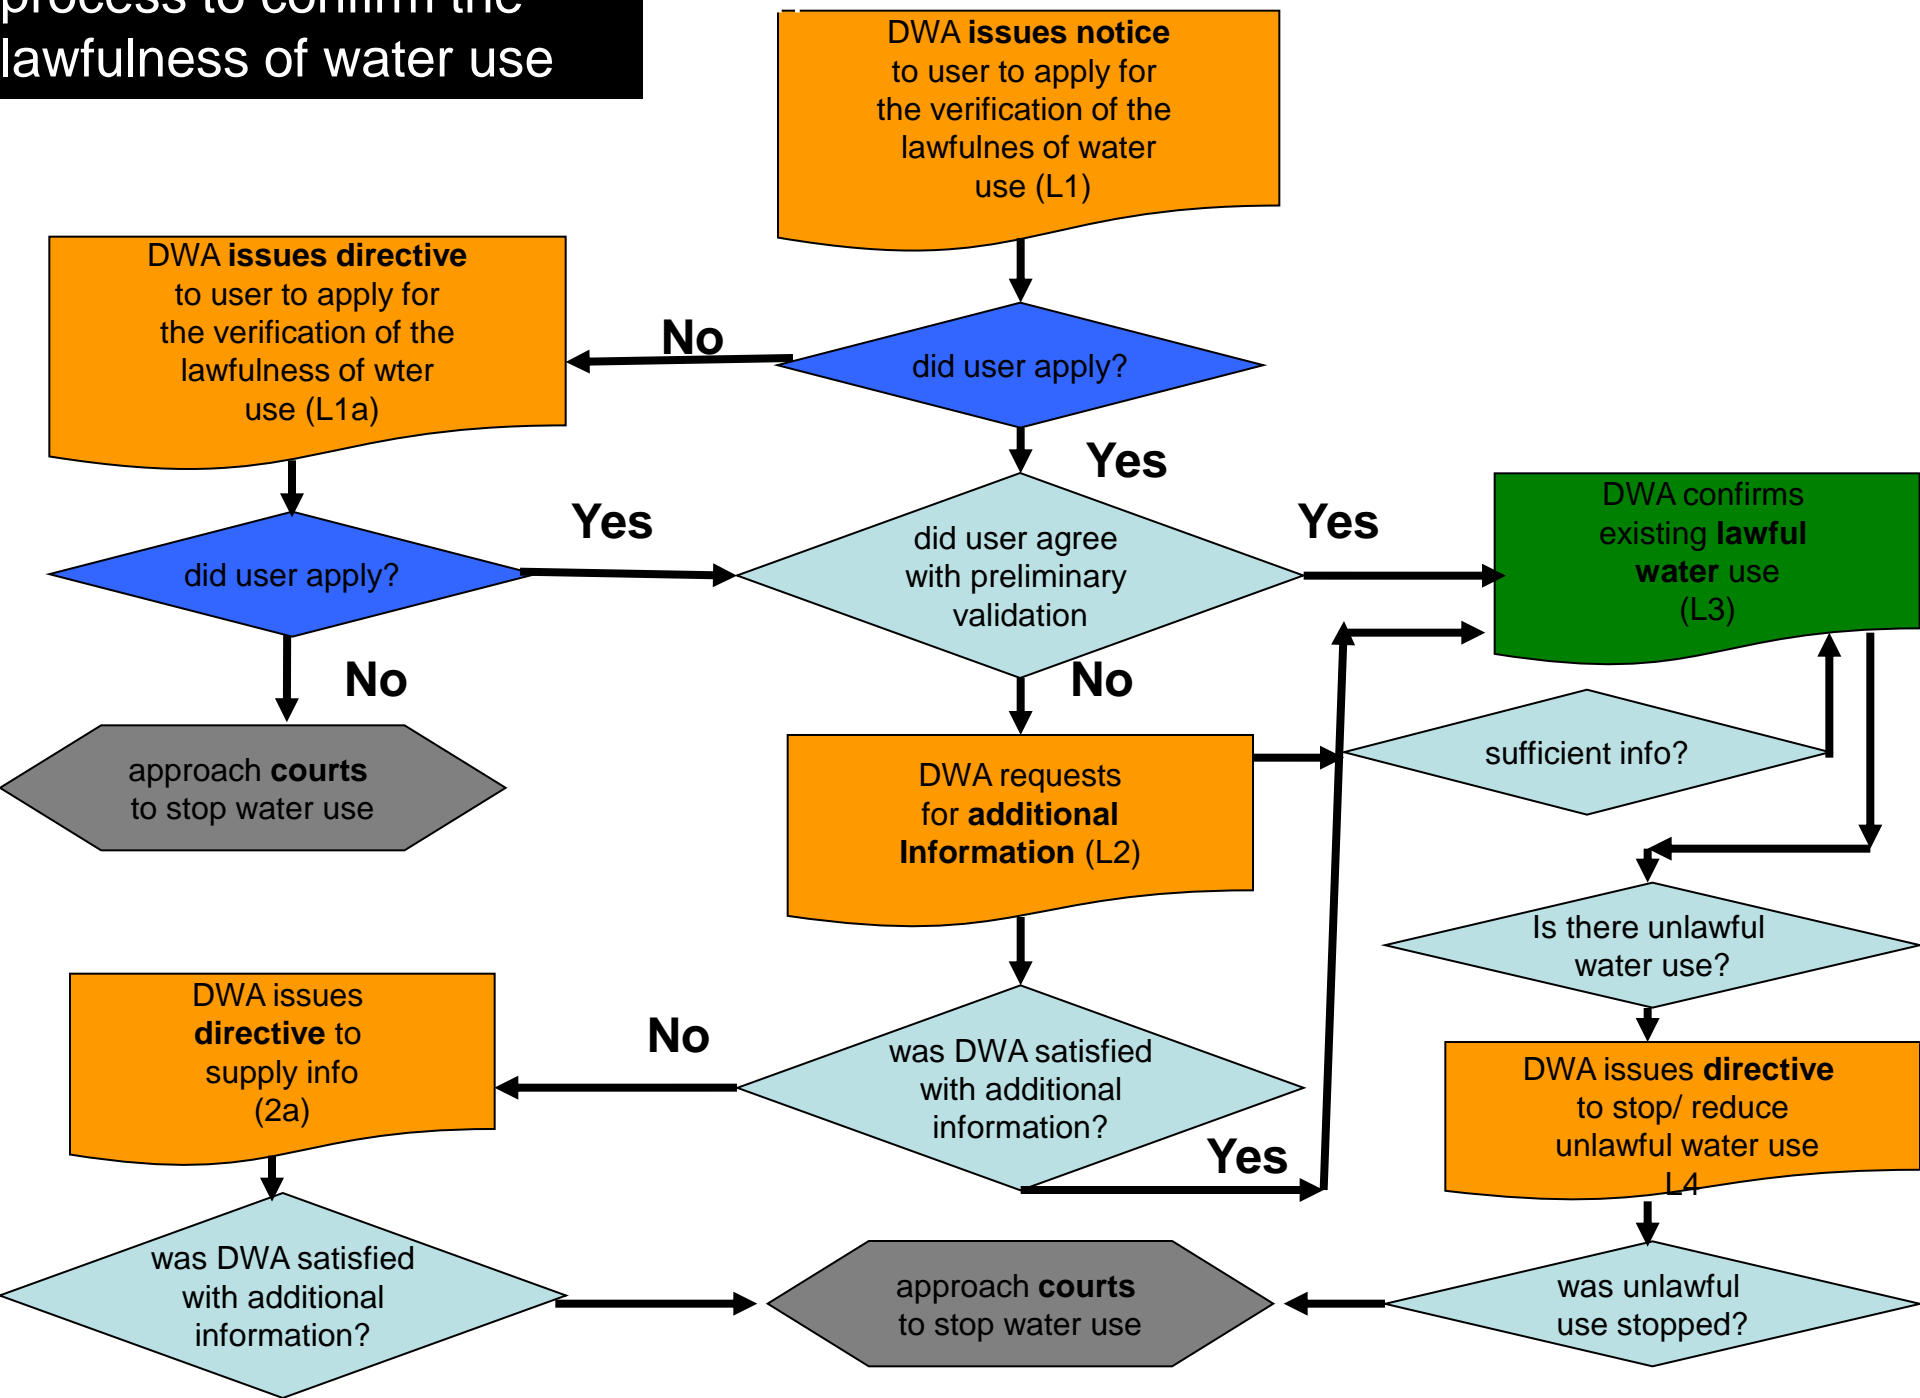 process to confirm the
lawfulness of water use
DWA issues notice
to user to apply for
the verification of the
lawfulnes of water
use (L1)
DWA issues directive
to user to apply for
the verification of the
lawfulness of wter
use (L1a)
No
did user apply?
Yes
did user apply?
Yes
did user agree
with preliminary
validation
Yes
DWA confirms
existing lawful
water use
(L3)
No
No
approach courts
to stop water use
DWA requests
for additional
Information (L2)
sufficient info?
Is there unlawful
water use?
DWA issues
directive to
supply info
(2a)
No
was DWA satisfied
with additional
information?
Yes
DWA issues directive
to stop/ reduce
unlawful water use
L4
was DWA satisfied
with additional
information?
approach courts
to stop water use
was unlawful
use stopped?